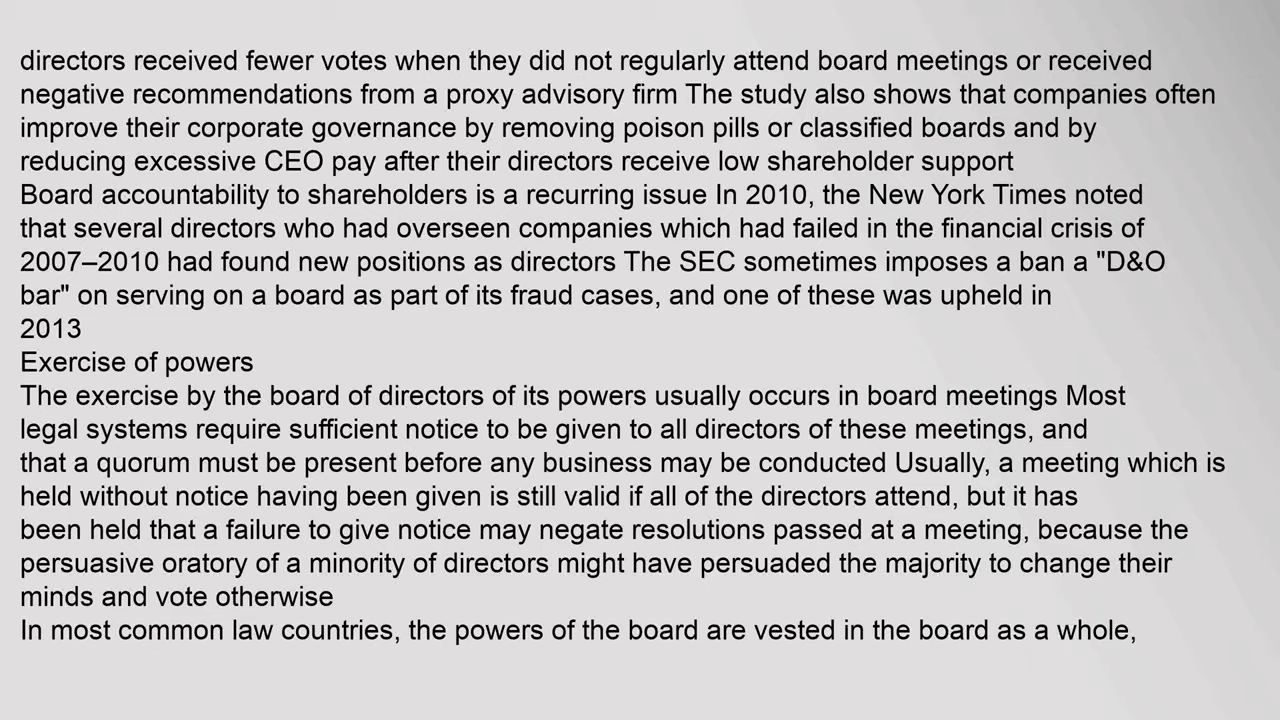 directors received fewer votes when they did not regularly attend board meetings or received
negative recommendations from a proxy advisory firm The study also shows that companies often
improve their corporate governance by removing poison pills or classified boards and by
reducing excessive CEO pay after their directors receive low shareholder support
Board accountability to shareholders is a recurring issue In 2010, the New York Times noted
that several directors who had overseen companies which had failed in the financial crisis of
2007–2010 had found new positions as directors The SEC sometimes imposes a ban a "D&O
bar" on serving on a board as part of its fraud cases, and one of these was upheld in
2013
Exercise of powers
The exercise by the board of directors of its powers usually occurs in board meetings Most
legal systems require sufficient notice to be given to all directors of these meetings, and
that a quorum must be present before any business may be conducted Usually, a meeting which is
held without notice having been given is still valid if all of the directors attend, but it has
been held that a failure to give notice may negate resolutions passed at a meeting, because the
persuasive oratory of a minority of directors might have persuaded the majority to change their
minds and vote otherwise
In most common law countries, the powers of the board are vested in the board as a whole,